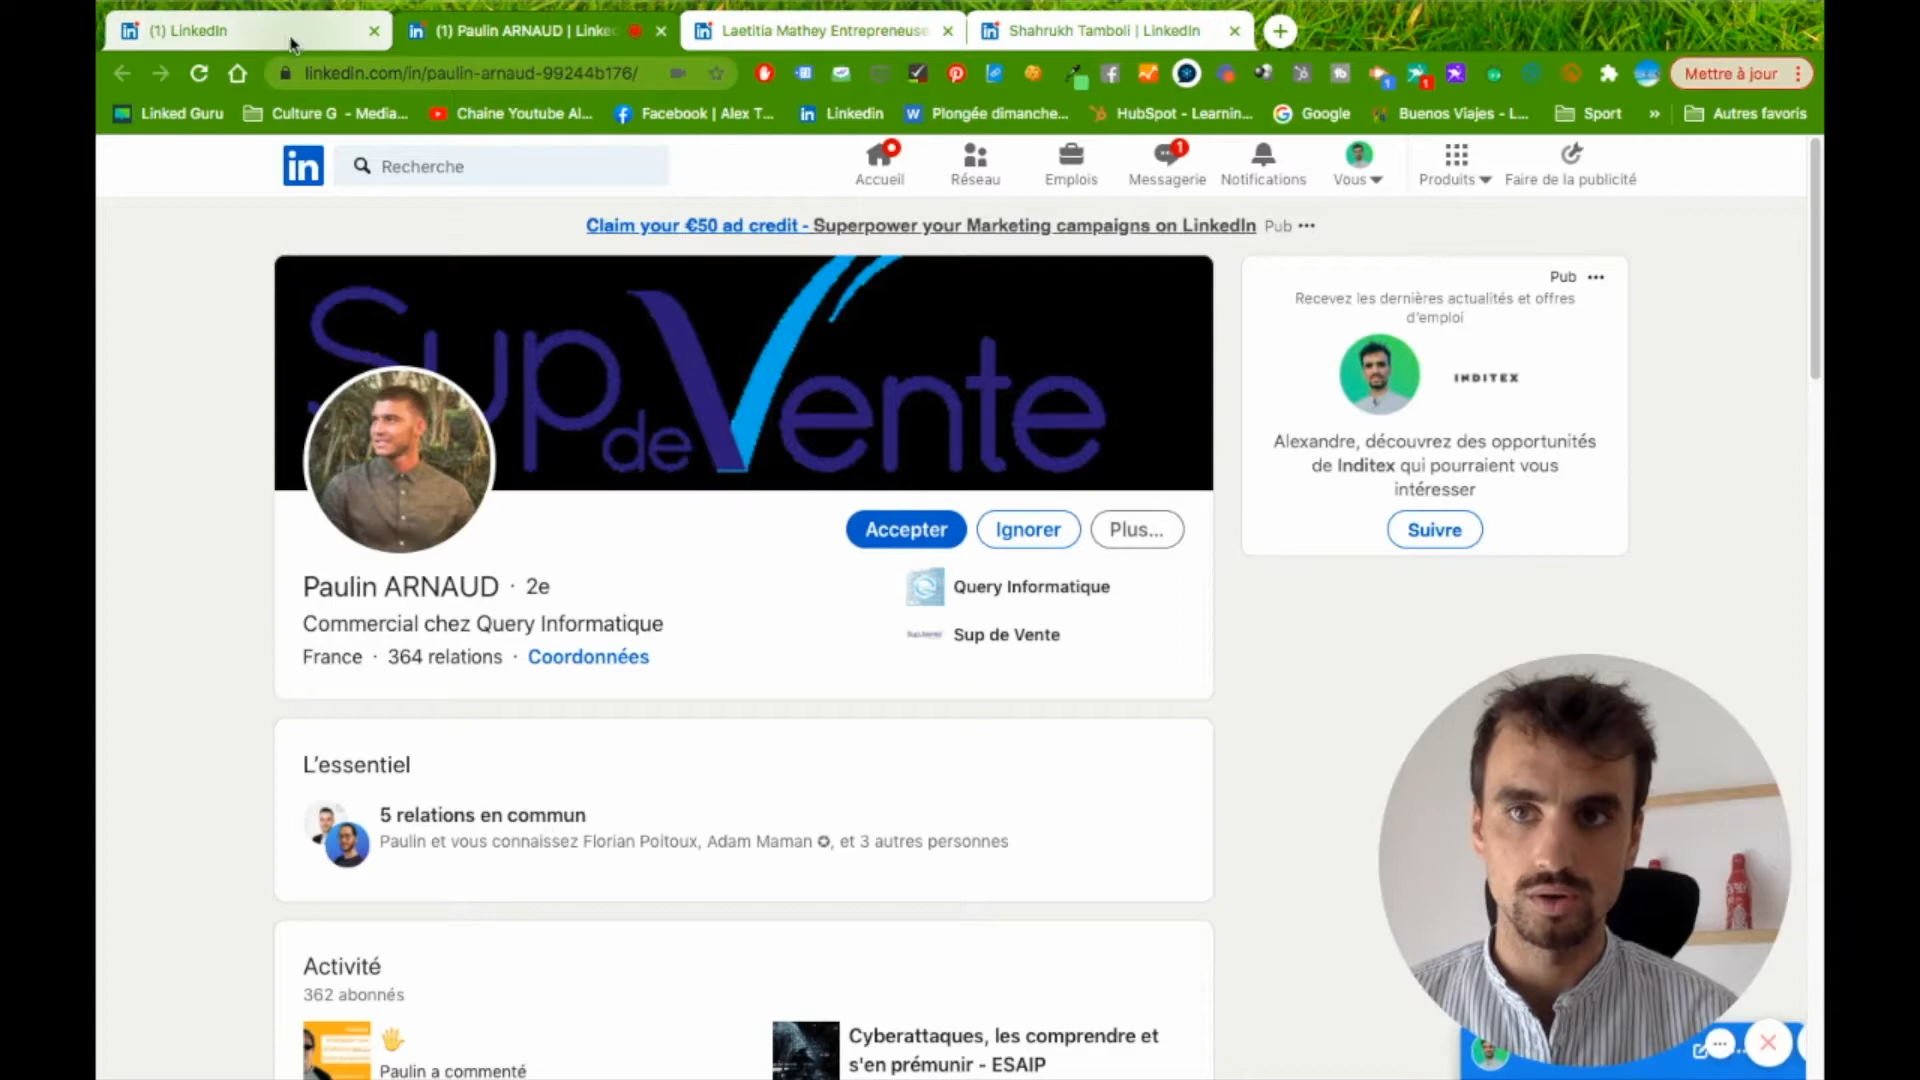 (1) LinkedIn
(1) Paulin ARNAUD | Linke
Laetitia Mathey Entrepreneuse
Shahrukh Tamboli | LinkedIn
linkedin.com/in/paulin-arnaud-99244b176/
Mettre à jour
Linked Guru
Culture G - Media...
Chaine Youtube Al...
Facebook | Alex T...
Linkedin
Plongée dimanche...
HubSpot - Learnin...
Google
Buenos Viajes - L...
Sport
»
Autres favoris
in
Recherche
Accueil
Réseau
Emplois
1
Messagerie
Notifications
Vous
Produits
Faire de la publicité
Claim your €50 ad credit - Superpower your Marketing campaigns on LinkedIn Pub •••
Sup de Vente
Accepter
Ignorer
Plus...
Paulin ARNAUD · 2e
Commercial chez Query Informatique
France · 364 relations · Coordonnées
Query Informatique
Sup de Vente
Pub •••
Recevez les dernières actualités et offres
d'emploi
INDITEX
Alexandre, découvrez des opportunités
de Inditex qui pourraient vous
intéresser
Suivre
L'essentiel
5 relations en commun
Paulin et vous connaissez Florian Poitoux, Adam Maman ✪, et 3 autres personnes
Activité
362 abonnés
Paulin a commenté
Cyberattaques, les comprendre et
s'en prémunir - ESAIP